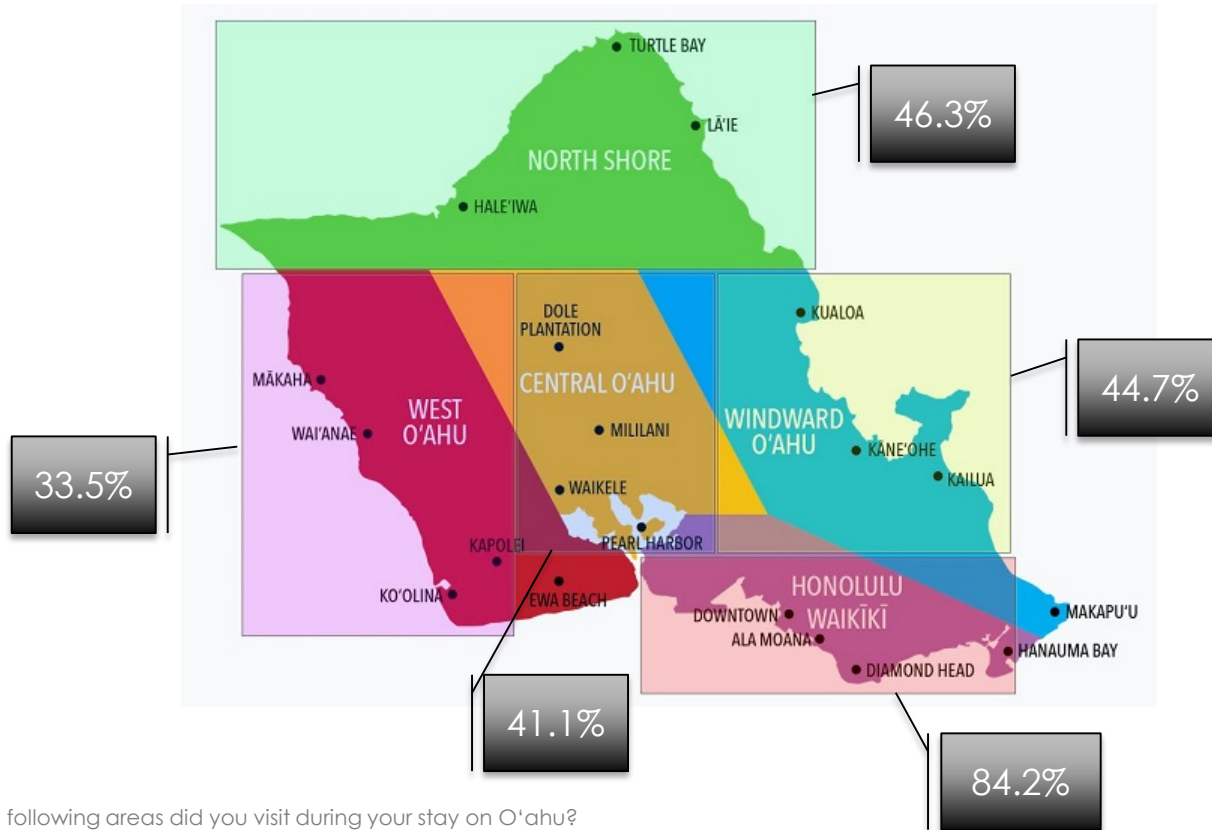 TURTLE BAY
46.3%
LĀ'IE
NORTH SHORE
HALE'IWA
KUALOA
DOLE
PLANTATION
44.7%
MĀKAHA
CENTRAL O'AHU
WEST
O'AHU
WINDWARD
O'AHU
WAI'ANAE
MILILANI
KĀNE'OHE
KAILUA
33.5%
WAIKELE
PEARL HARBOR
KAPOLEI
KO'OLINA
EWA BEACH
HONOLULU
WAIKĪKĪ
DOWNTOWN
ALA MOANA
MAKAPU'U
HANAUMA BAY
DIAMOND HEAD
41.1%
84.2%
following areas did you visit during your stay on O‘ahu?